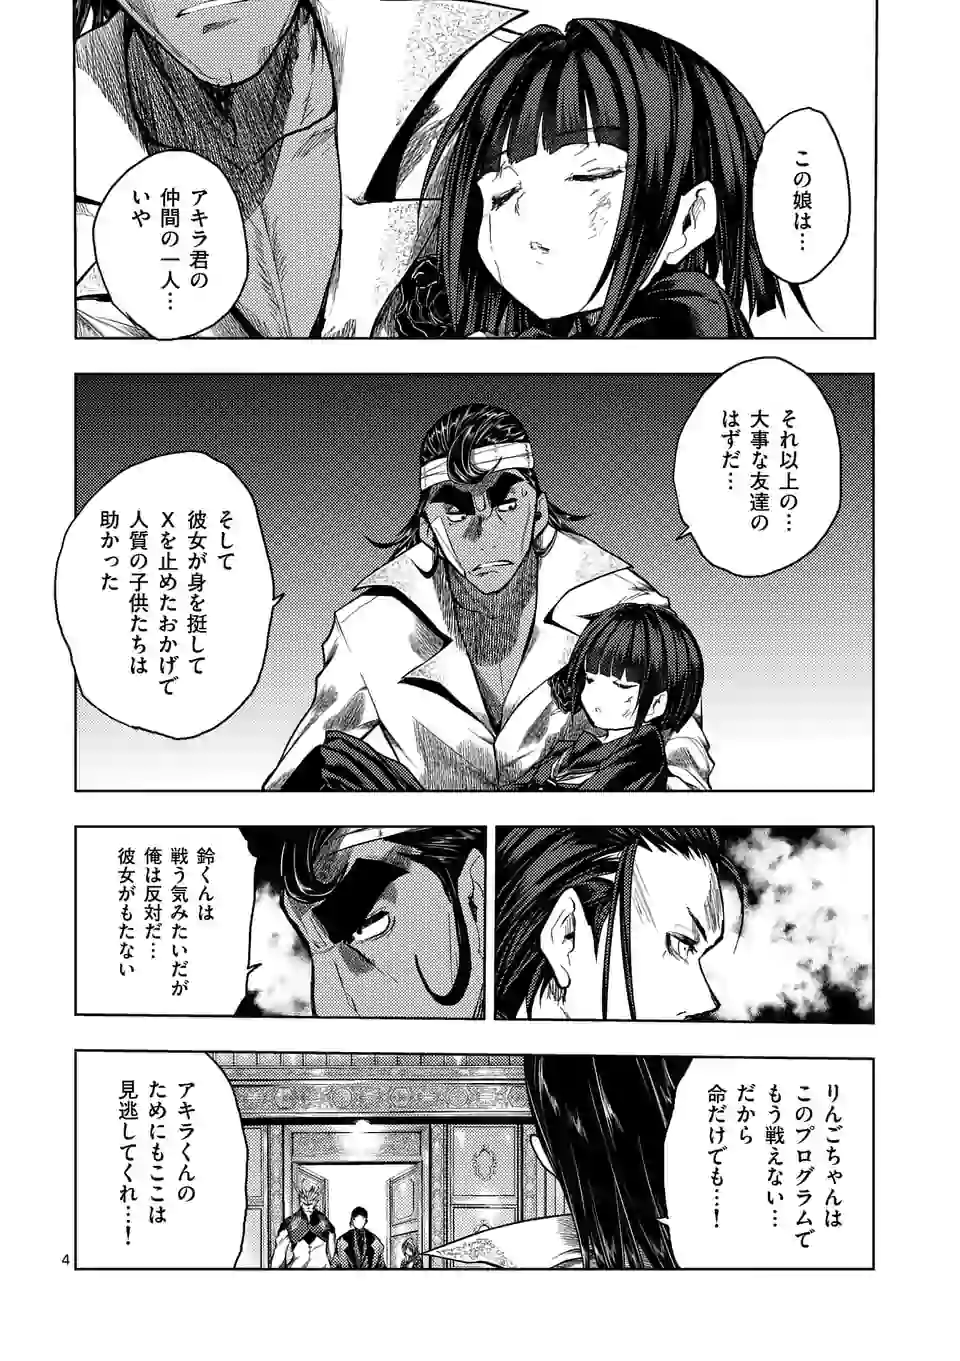 この娘は…
アキラ君の
仲間の一人…
いや
それ以上の…
大事な友達の
はずだ…
そして
彼女が身を挺して
Xを止めたおかげで
人質の子供たちは
助かった
鈴くんは
戦う気みたいだが
俺は反対だ…
彼女がもたない
りんごちゃんは
このプログラムで
もう戦えない…
だから
命だけでも…!
アキラくんの
ためにもここは
見逃してくれ…!
4